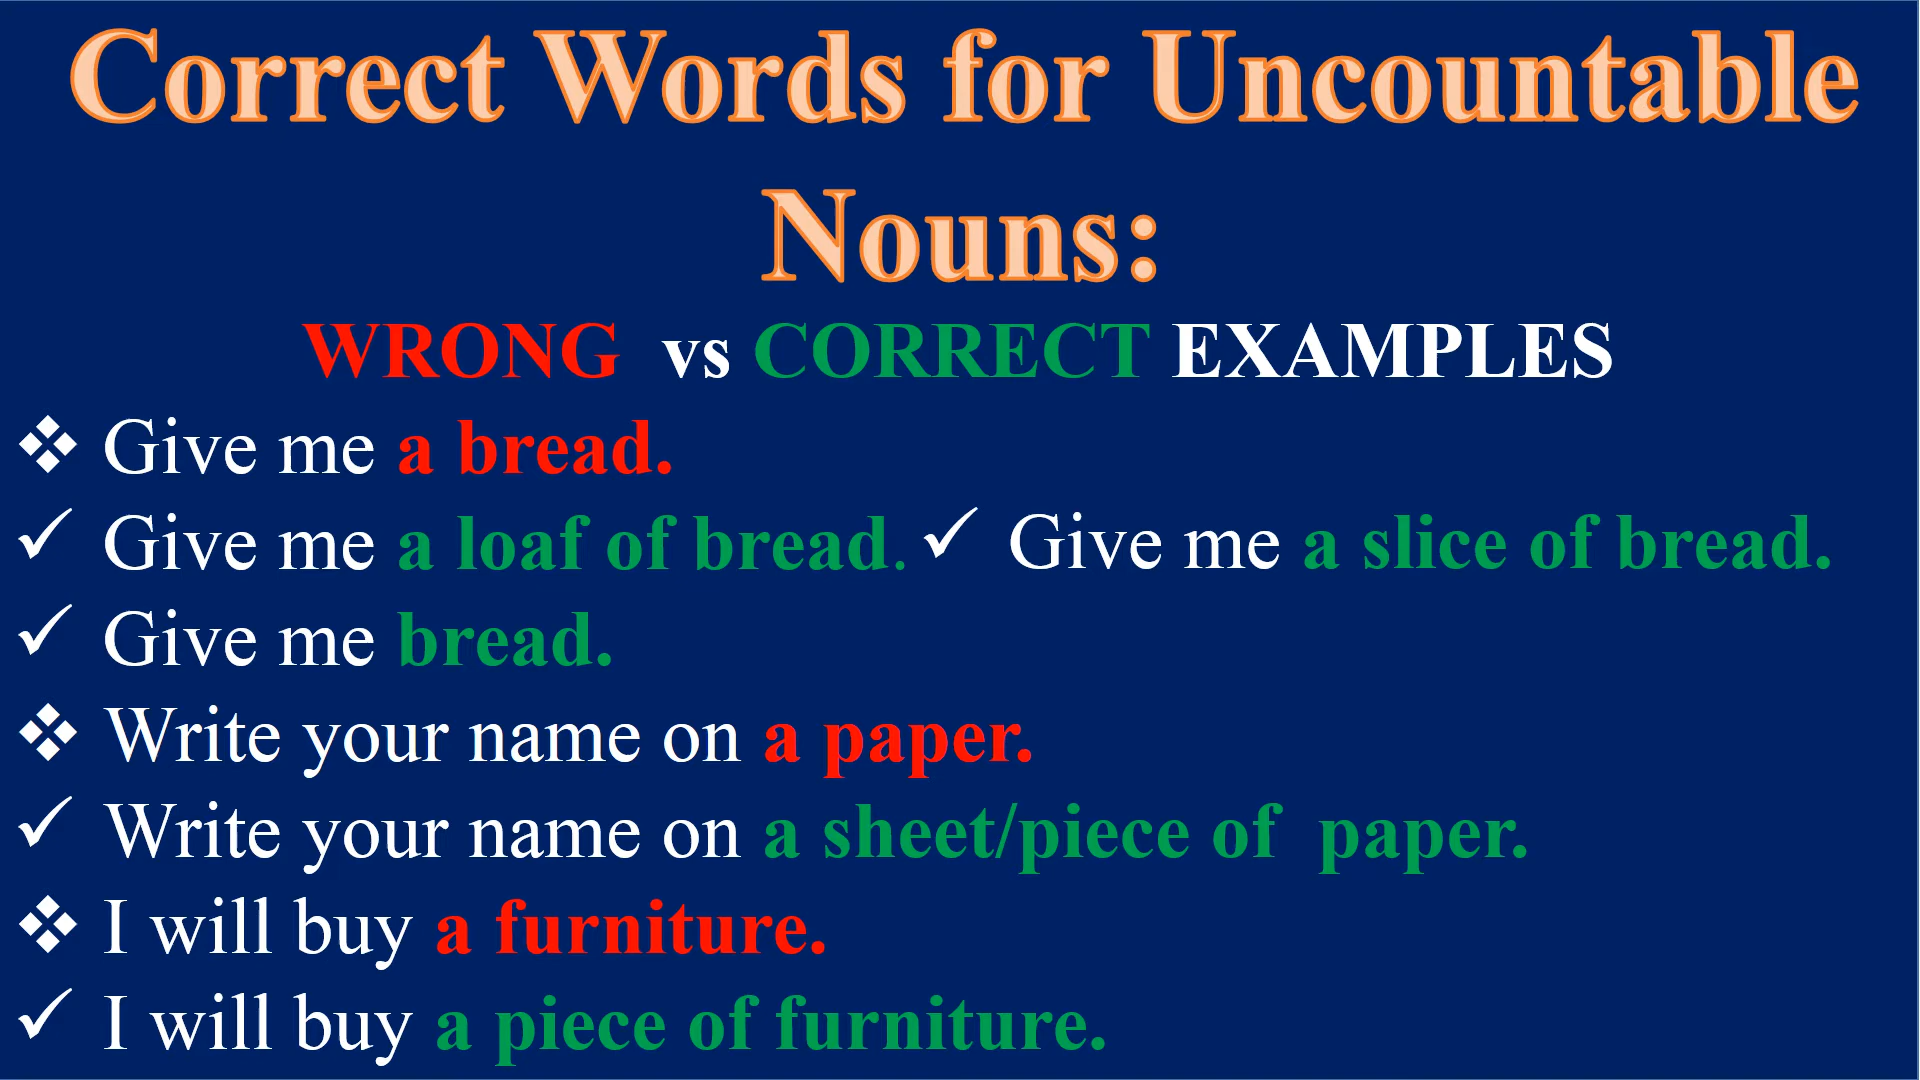 Correct Words for Uncountable
Nouns:
WRONG vs CORRECT EXAMPLES
❖ Give me a bread.
✓ Give me a loaf of bread. ✓ Give me a slice of bread.
✓ Give me bread.
❖ Write your name on a paper.
✓ Write your name on a sheet/piece of paper.
❖ I will buy a furniture.
✓ I will buy a piece of furniture.